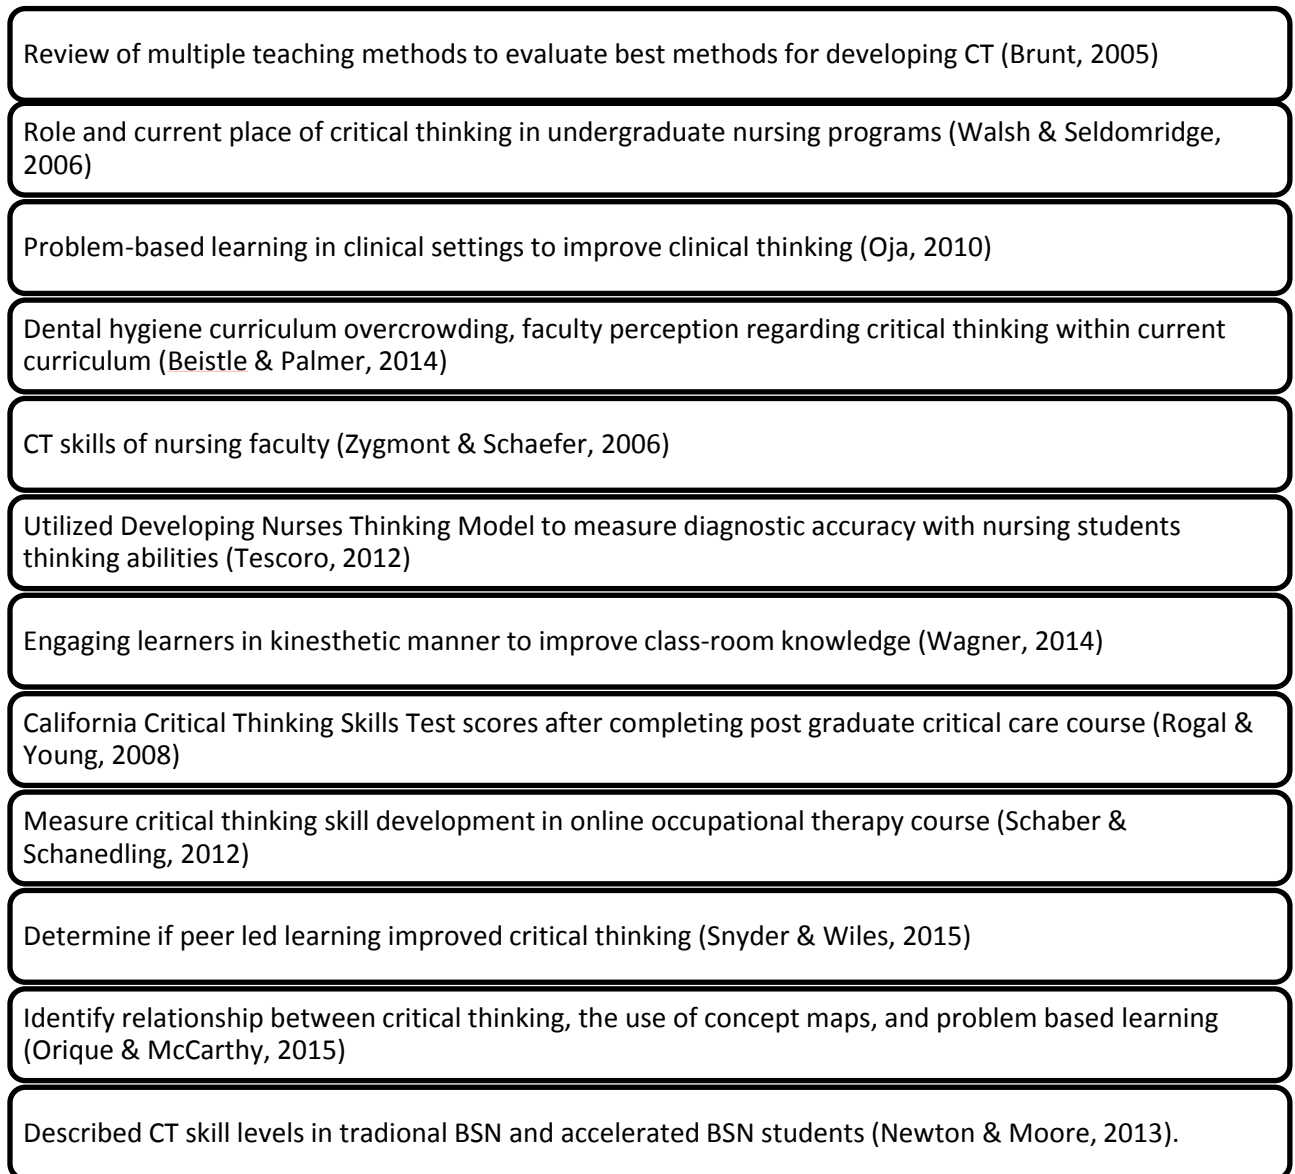 Review of multiple teaching methods to evaluate best methods for developing CT (Brunt, 2005)
Role and current place of critical thinking in undergraduate nursing programs (Walsh & Seldomridge,
2006)
Problem-based learning in clinical settings to improve clinical thinking (Oja, 2010)
Dental hygiene curriculum overcrowding, faculty perception regarding critical thinking within current
curriculum (Beistle & Palmer, 2014)
CT skills of nursing faculty (Zygmont & Schaefer, 2006)
Utilized Developing Nurses Thinking Model to measure diagnostic accuracy with nursing students
thinking abilities (Tescoro, 2012)
Engaging learners in kinesthetic manner to improve class-room knowledge (Wagner, 2014)
California Critical Thinking Skills Test scores after completing post graduate critical care course (Rogal &
Young, 2008)
Measure critical thinking skill development in online occupational therapy course (Schaber &
Schanedling, 2012)
Determine if peer led learning improved critical thinking (Snyder & Wiles, 2015)
Identify relationship between critical thinking, the use of concept maps, and problem based learning
(Orique & McCarthy, 2015)
Described CT skill levels in tradional BSN and accelerated BSN students (Newton & Moore, 2013).